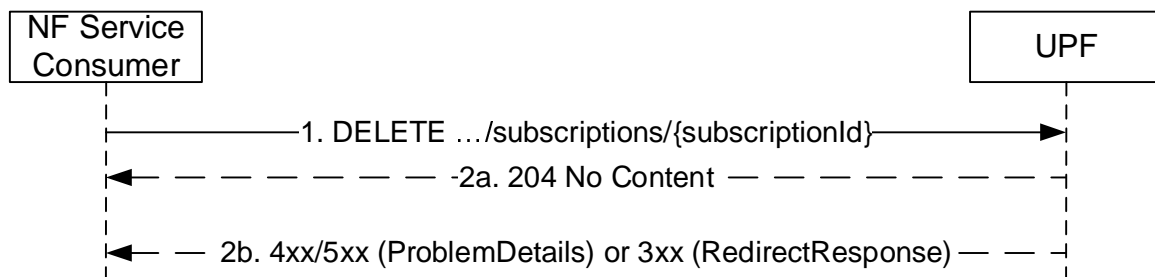 NF Service
Consumer
UPF
1. DELETE …/subscriptions/{subscriptionId}
2a. 204 No Content
2b. 4xx/5xx (ProblemDetails) or 3xx (RedirectResponse)